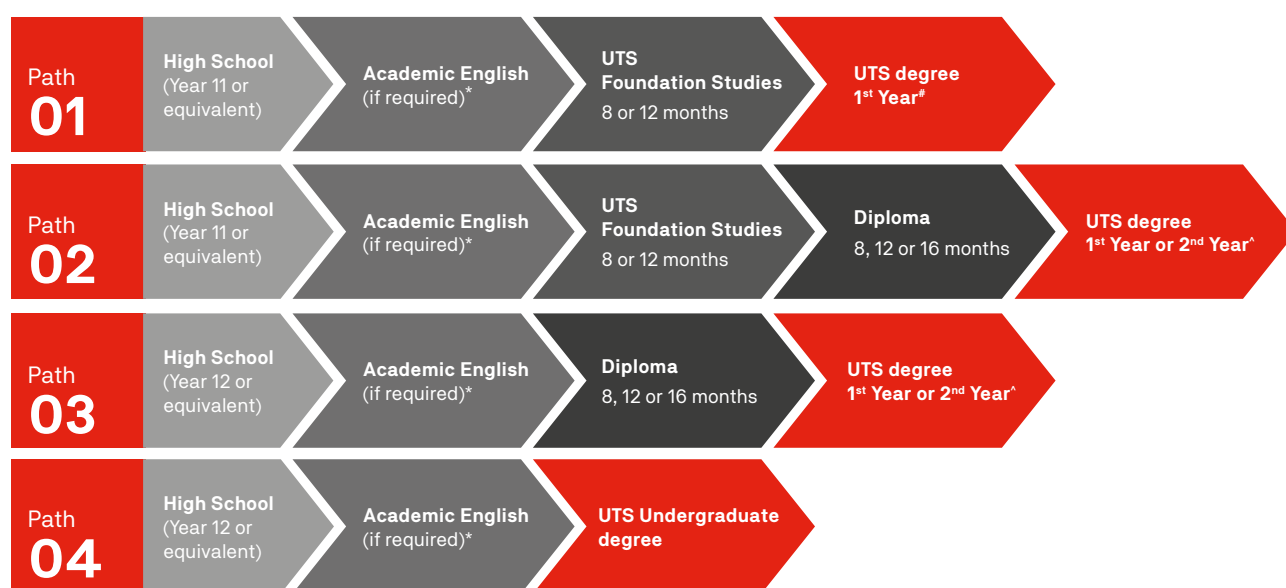 Path
01
High School
(Year 11 or
equivalent)
Academic English
(if required)*
UTS
Foundation Studies
8 or 12 months
UTS degree
1st Year#
Path
02
High School
(Year 11 or
equivalent)
Academic English
(if required)*
UTS
Foundation Studies
8 or 12 months
Diploma
8, 12 or 16 months
UTS degree
1st Year or 2nd Year^
Path
03
High School
(Year 12 or
equivalent)
Academic English
(if required)*
Diploma
8, 12 or 16 months
UTS degree
1st Year or 2nd Year^
Path
04
High School
(Year 12 or
equivalent)
Academic English
(if required)*
UTS Undergraduate
degree